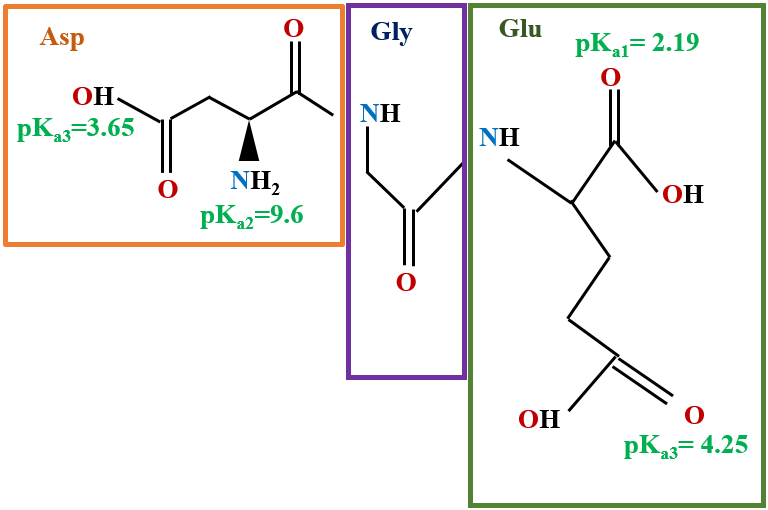 Asp
O
OH
pKa3=3.65
O
NH2
pKa2=9.6
Gly
NH
O
Glu
pKa1= 2.19
O
NH
OH
OH
O
pKa3= 4.25